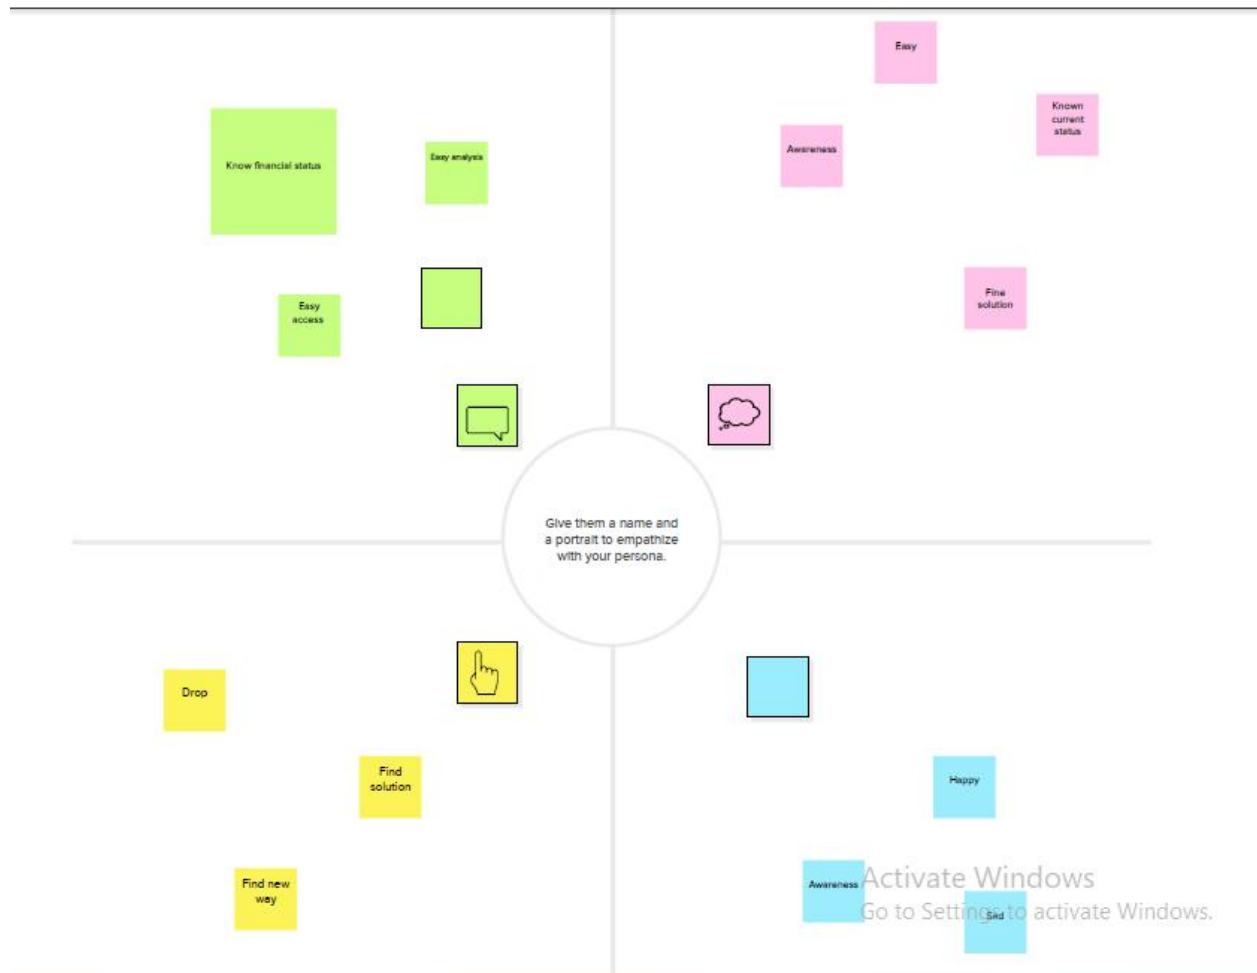 Easy
Known
current
status
Know financial status
Easy analysis
Awareness
Easy
access
Fine
solution
Give them a name and
a portrait to empathize
with your persona.
Drop
Find
solution
Happy
Find new
way
Awareness
Activate Windows
Go to Settings to activate Windows.
Sad